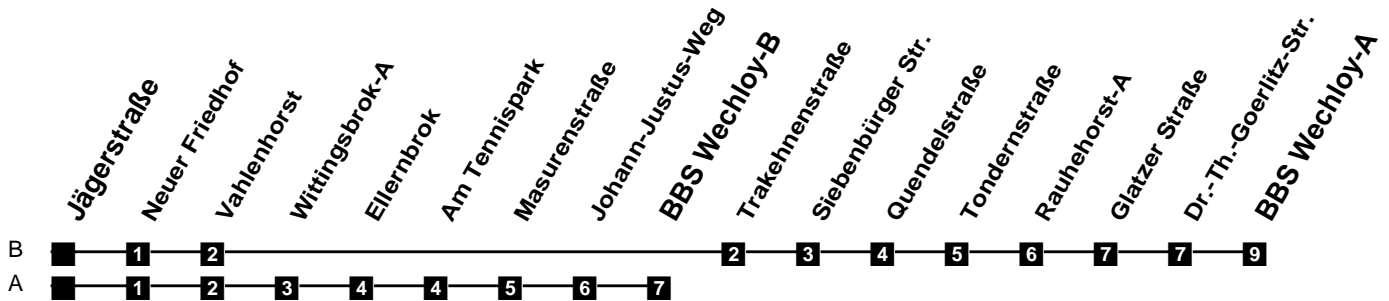 Jägerstraße
Neuer Friedhof
Vahlenhorst
Wittingsbrok-A
Ellernbrok
Am Tennispark
Masurenstraße
Johann-Justus-Weg
BBS Wechloy-B
Trakehnenstraße
Siebenbürger Str.
Quendelstraße
Tondernstraße
Rauhehorst-A
Glatzer Straße
Dr.-Th.-Goerlitz-Str.
BBS Wechloy-A
B 1 2 2 3 4 5 6 7 7 9
A 1 2 3 4 4 5 6 7